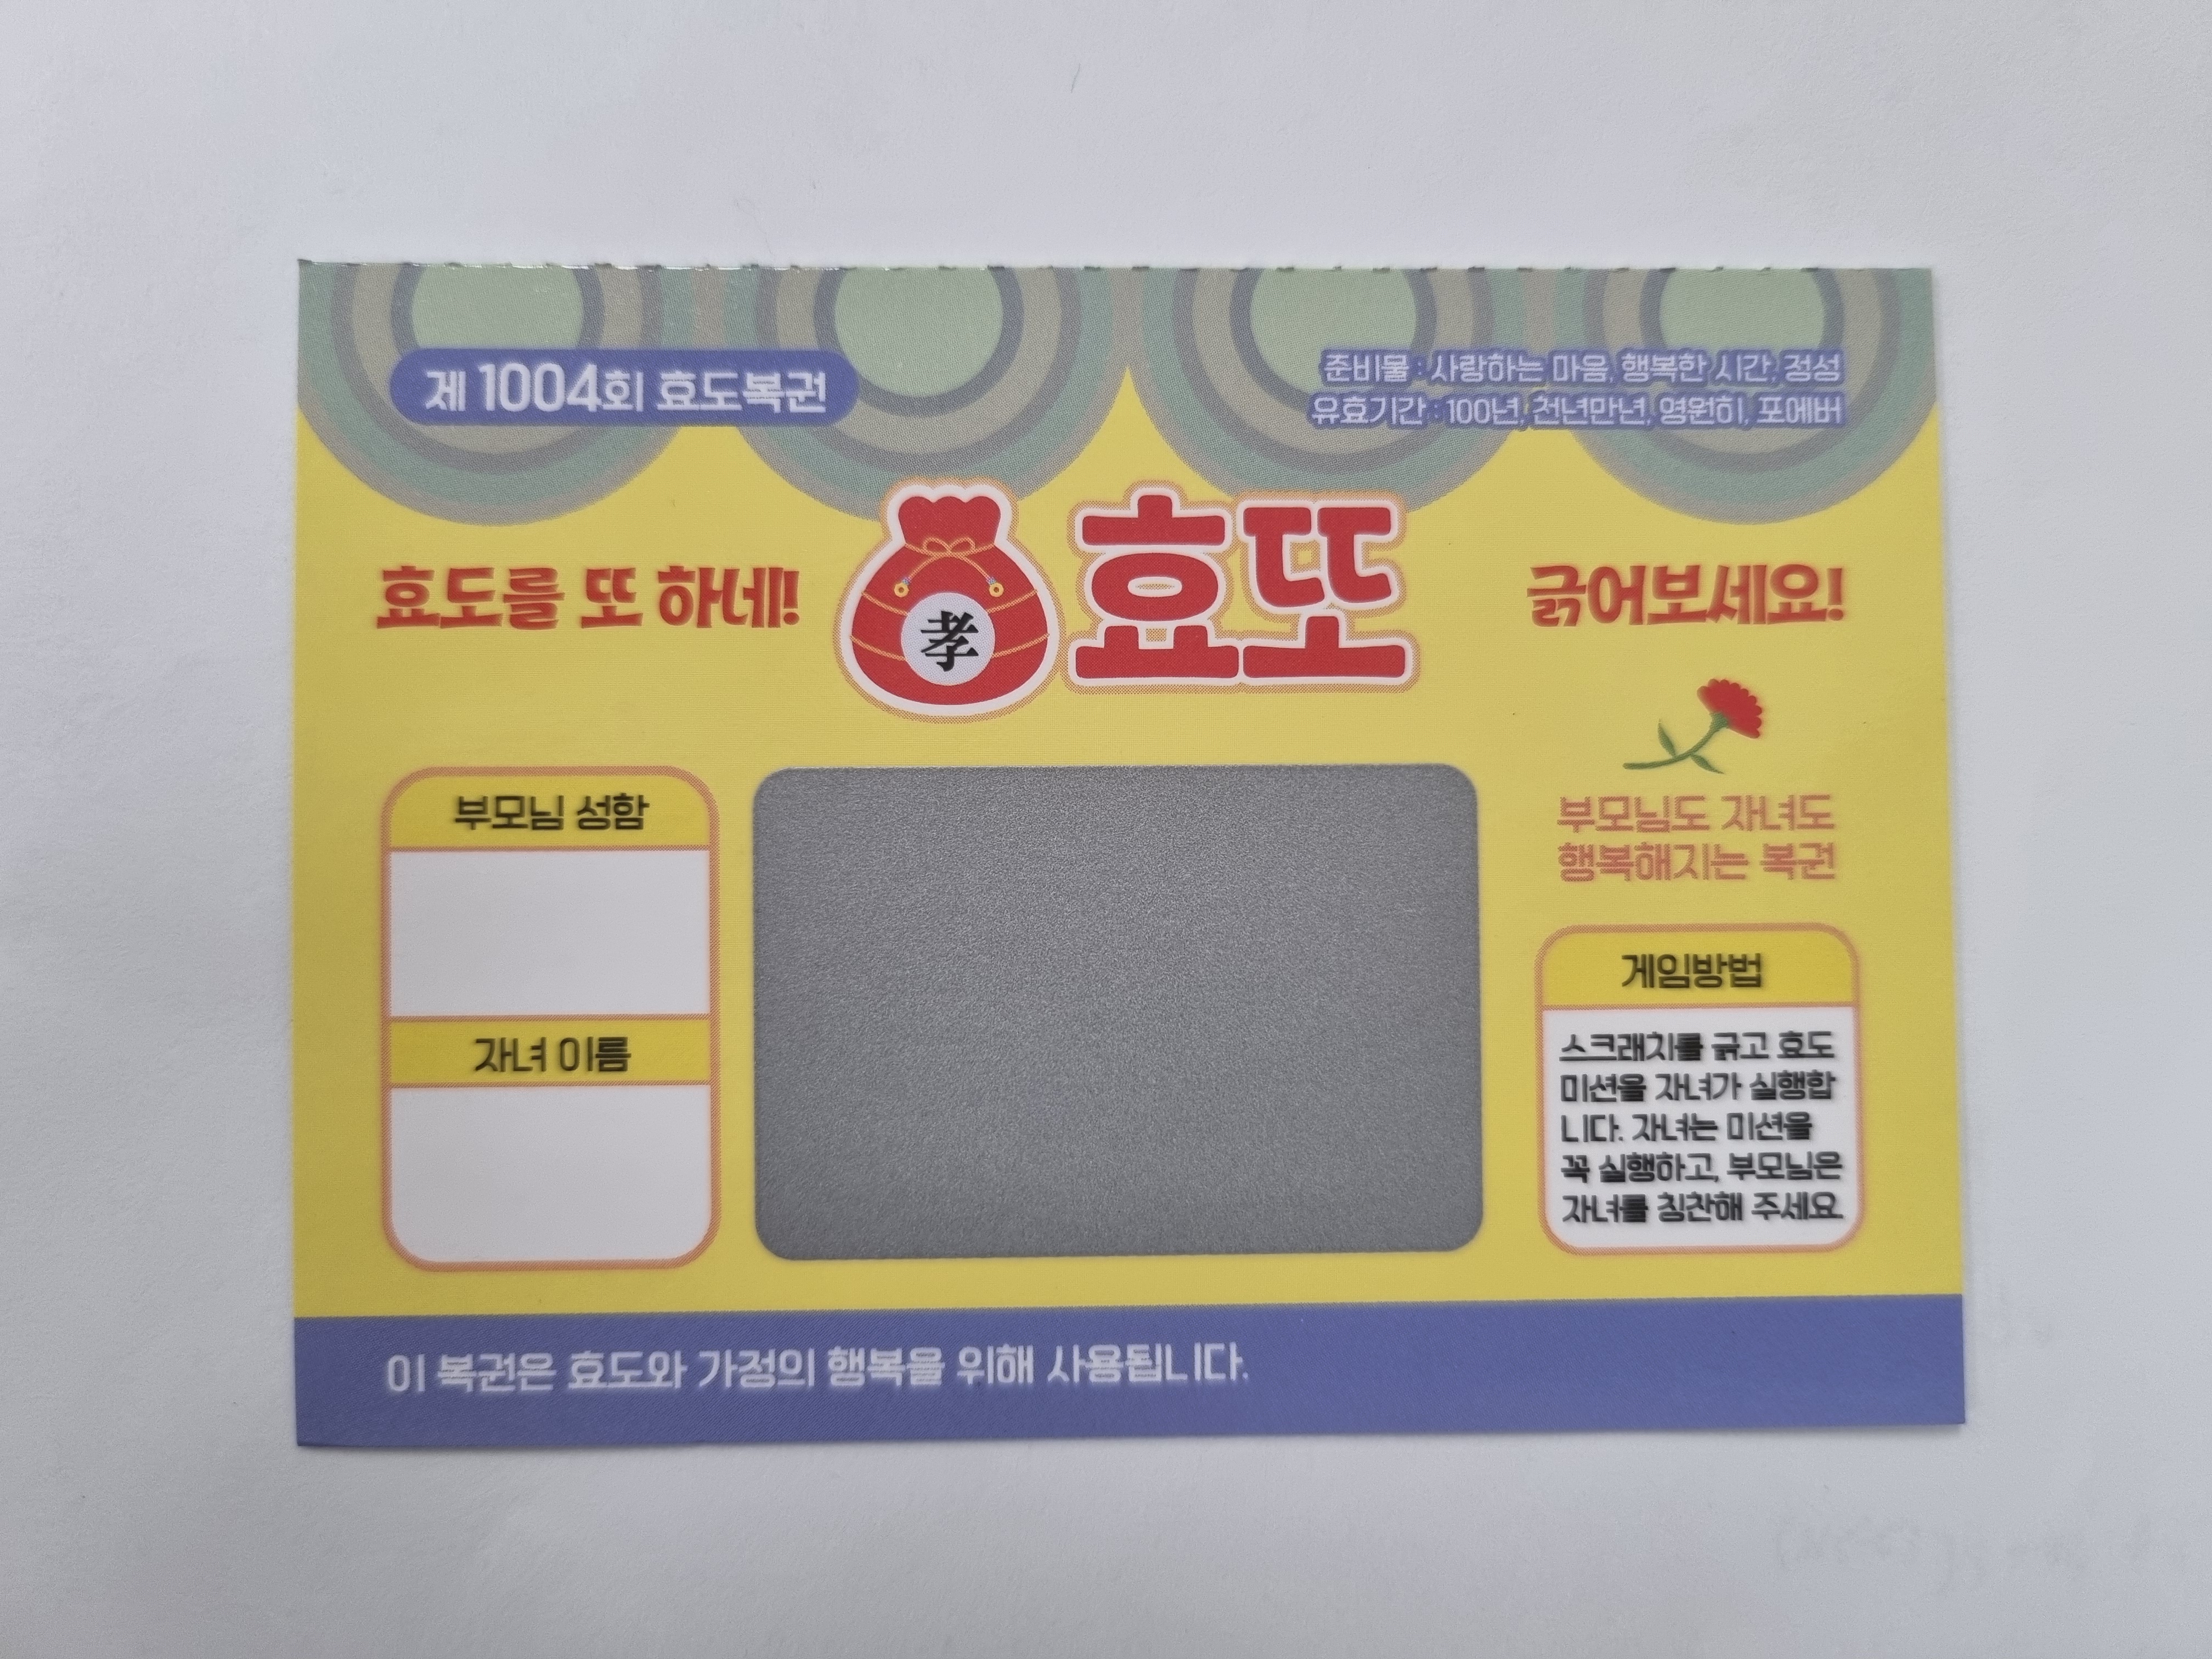 제 1004회 효도복권
준비물 : 사랑하는 마음, 행복한 시간, 정성
유효기간 : 100년, 천년만년, 영원히, 포에버
효도를 또 하네!
孝
효또
긁어보세요!
부모님 성함
자녀 이름
부모님도 자녀도
행복해지는 복권
게임방법
스크래치를 긁고 효도
미션을 자녀가 실행합
니다. 자녀는 미션을
꼭 실행하고, 부모님은
자녀를 칭찬해 주세요
이 복권은 효도와 가정의 행복을 위해 사용됩니다.